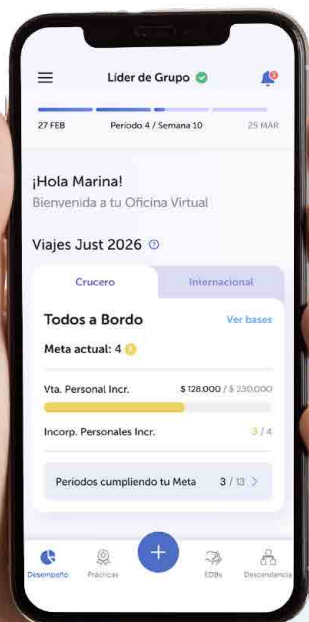 Líder de Grupo
27 FEB Período 4 / Semana 10 25 MAR
¡Hola Marina!
Bienvenida a tu Oficina Virtual
Viajes Just 2026
Crucero Internacional
Todos a Bordo Ver bases
Meta actual: 4
Vta. Personal Incr. $ 128.000 / $ 230.000
Incorp. Personales Incr. 3 / 4
Períodos cumpliendo tu Meta 3 / 13 >
Desempeño Prácticas + EDBs Descendencia